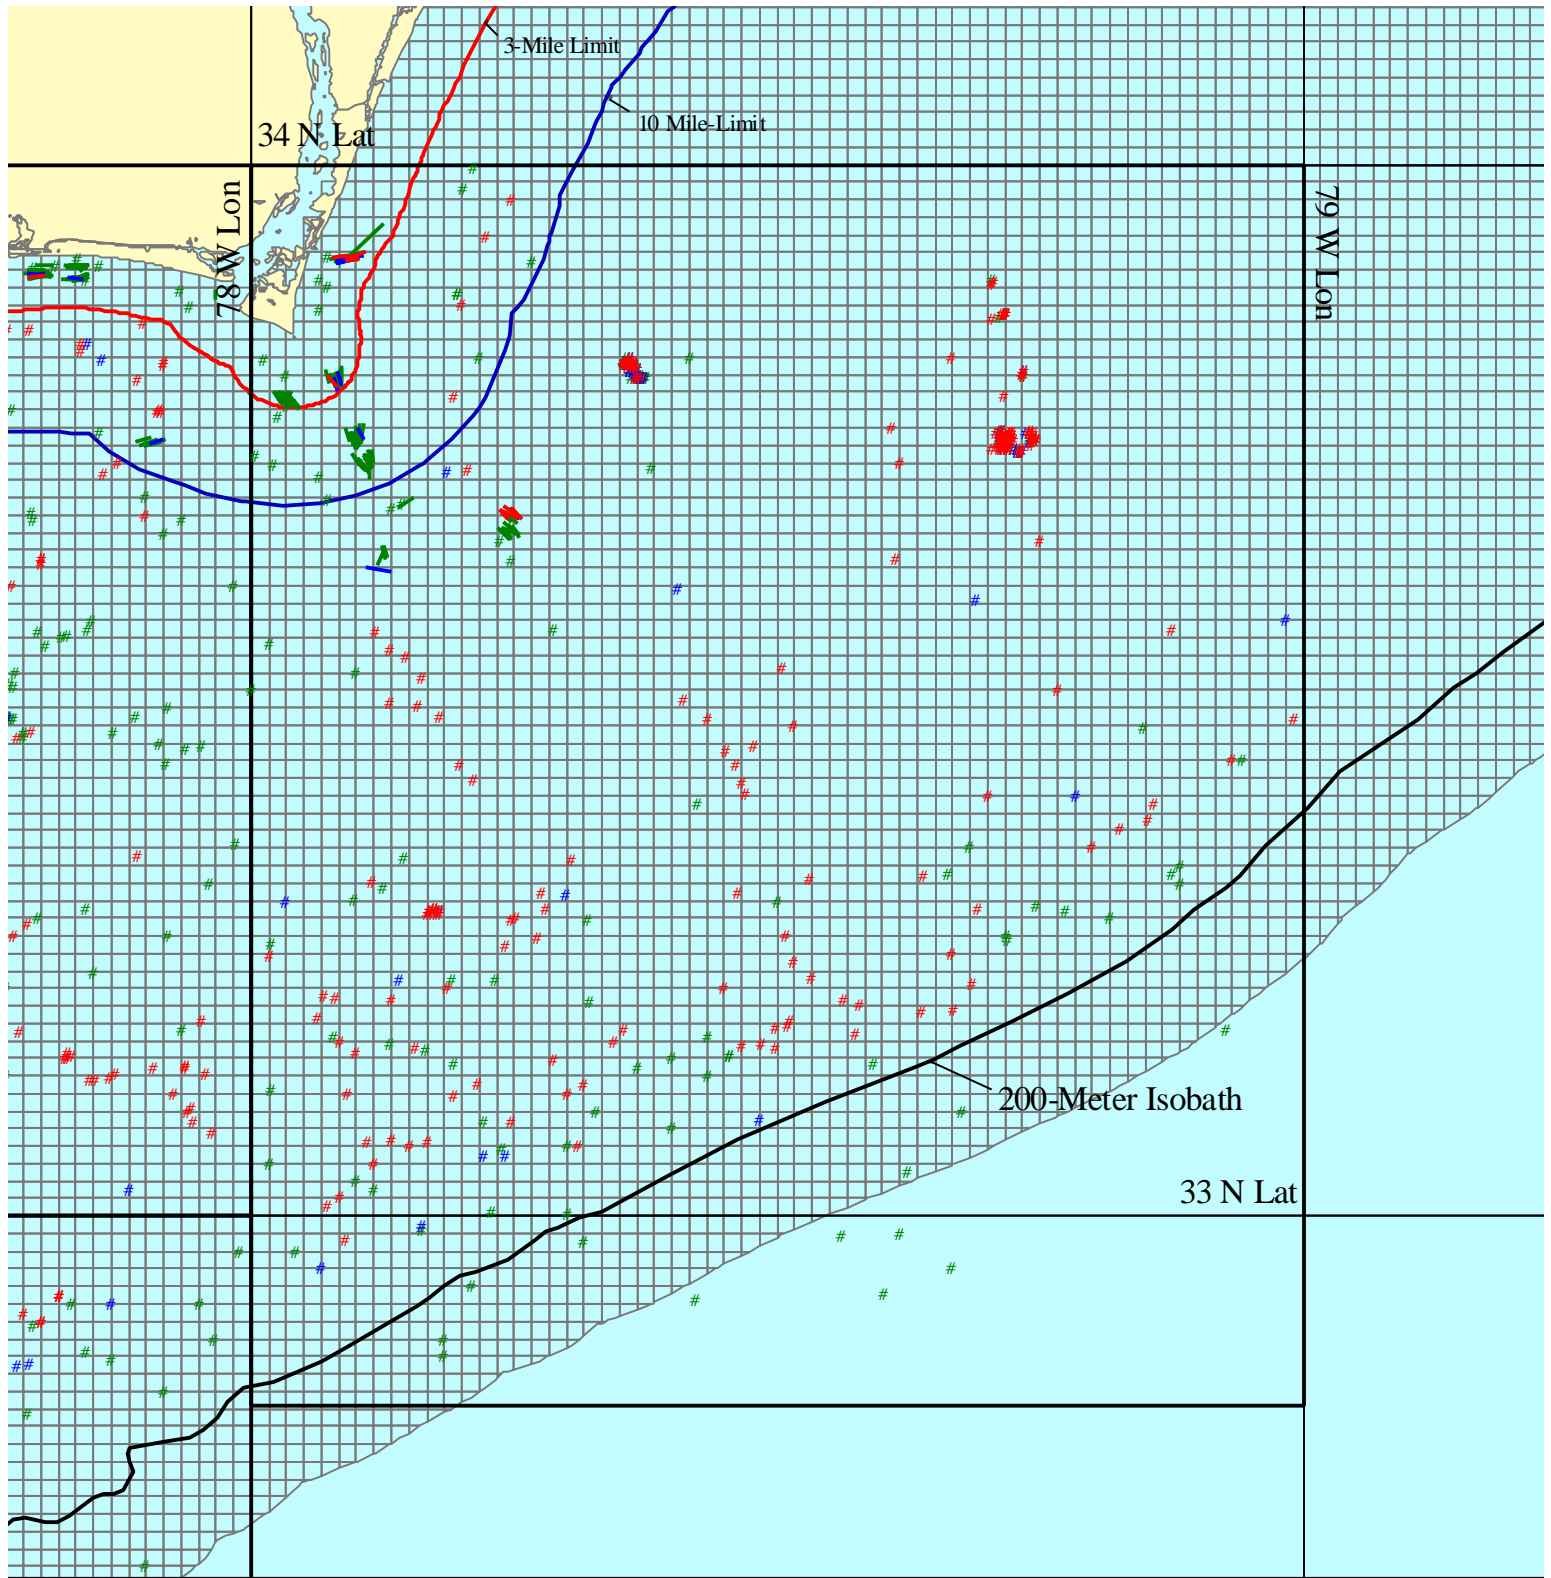 3-Mile Limit
10 Mile-Limit
34 N Lat
78 W Lon
79 W Lon
200-Meter Isobath
33 N Lat